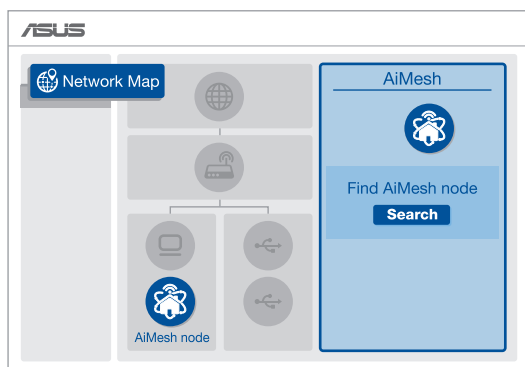 ASUS
Network Map
AiMesh
Find AiMesh node
Search
AiMesh node